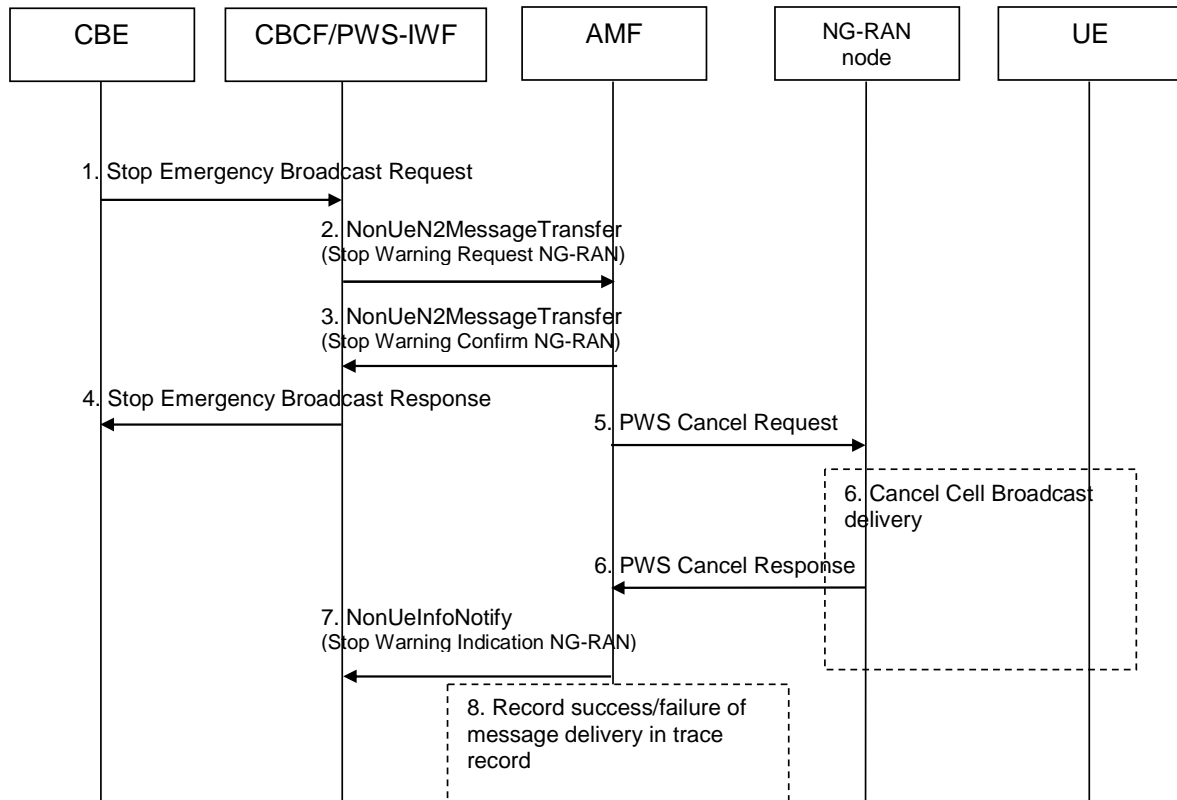 CBE
CBCF/PWS-IWF
AMF
NG-RAN
node
UE
1. Stop Emergency Broadcast Request
2. NonUeN2MessageTransfer
(Stop Warning Request NG-RAN)
3. NonUeN2MessageTransfer
(Stop Warning Confirm NG-RAN)
4. Stop Emergency Broadcast Response
5. PWS Cancel Request
6. Cancel Cell Broadcast
delivery
6. PWS Cancel Response
7. NonUeInfoNotify
(Stop Warning Indication NG-RAN)
8. Record success/failure of
message delivery in trace
record